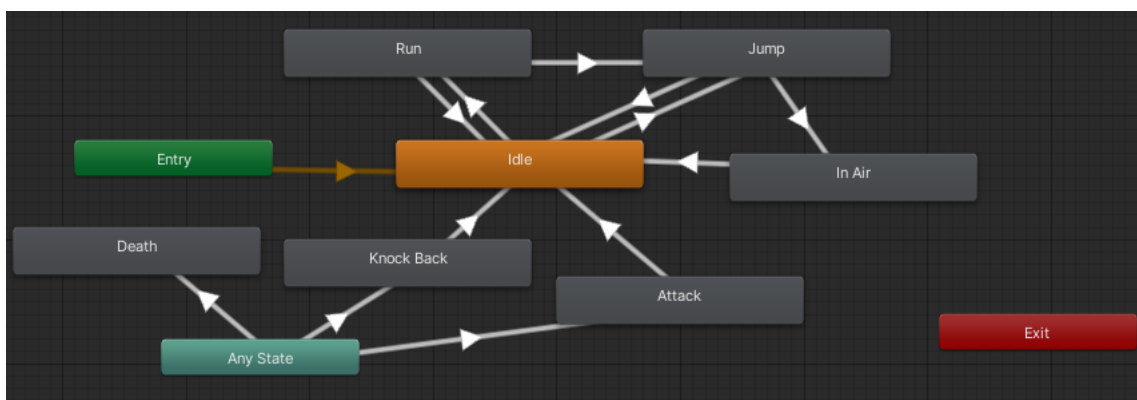 Run
Jump
Entry
Idle
In Air
Death
Knock Back
Attack
Exit
Any State